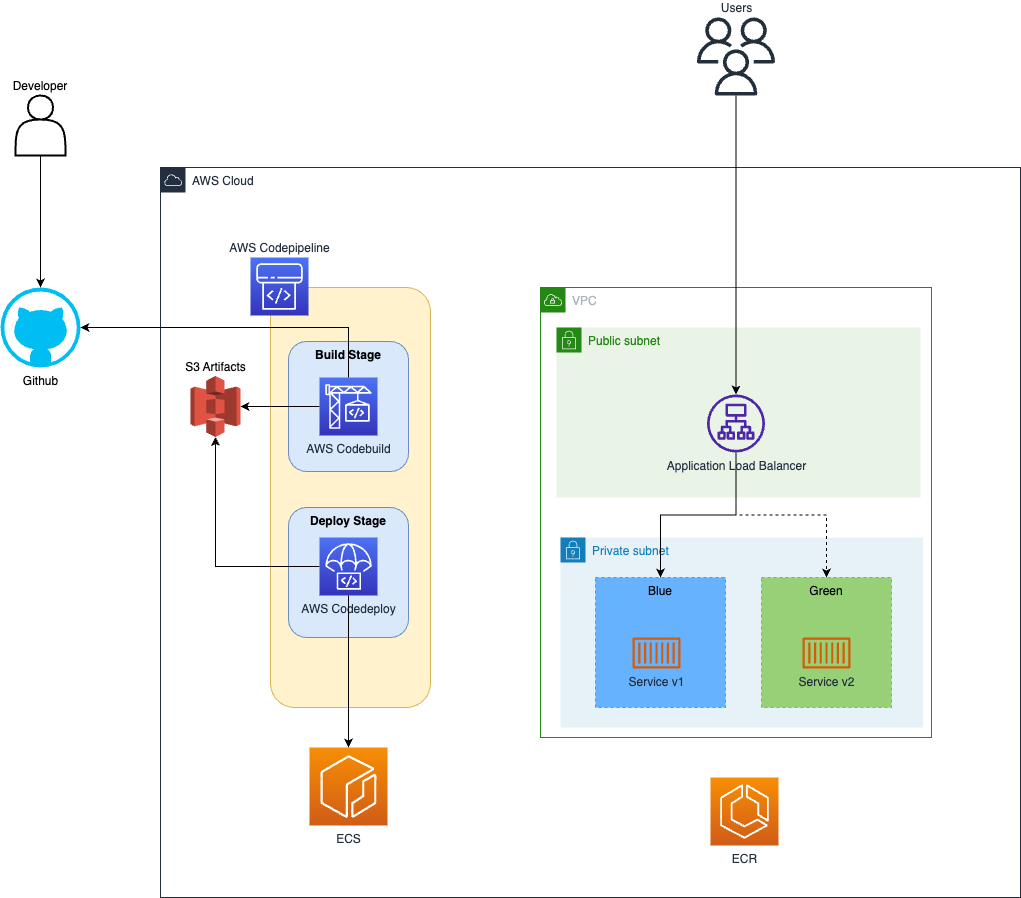 Users
Developer
AWS Cloud
AWS Codepipeline
VPC
Public subnet
Build Stage
S3 Artifacts
Github
AWS Codebuild
Application Load Balancer
Deploy Stage
Private subnet
Blue
Green
AWS Codedeploy
Service v1
Service v2
ECS
ECR